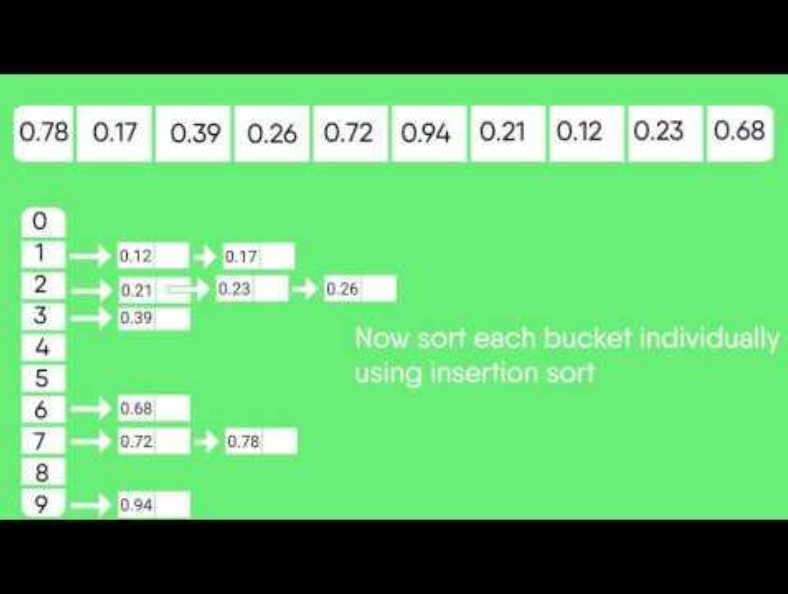 0.78 0.17 0.39 0.26 0.72 0.94 0.21 0.12 0.23 0.68
0
1 0.12 0.17
2 0.21 0.23 0.26
3 0.39
Now sort each bucket individually
4
using insertion sort
5
6 0.68
7 0.72 0.78
8
9 0.94